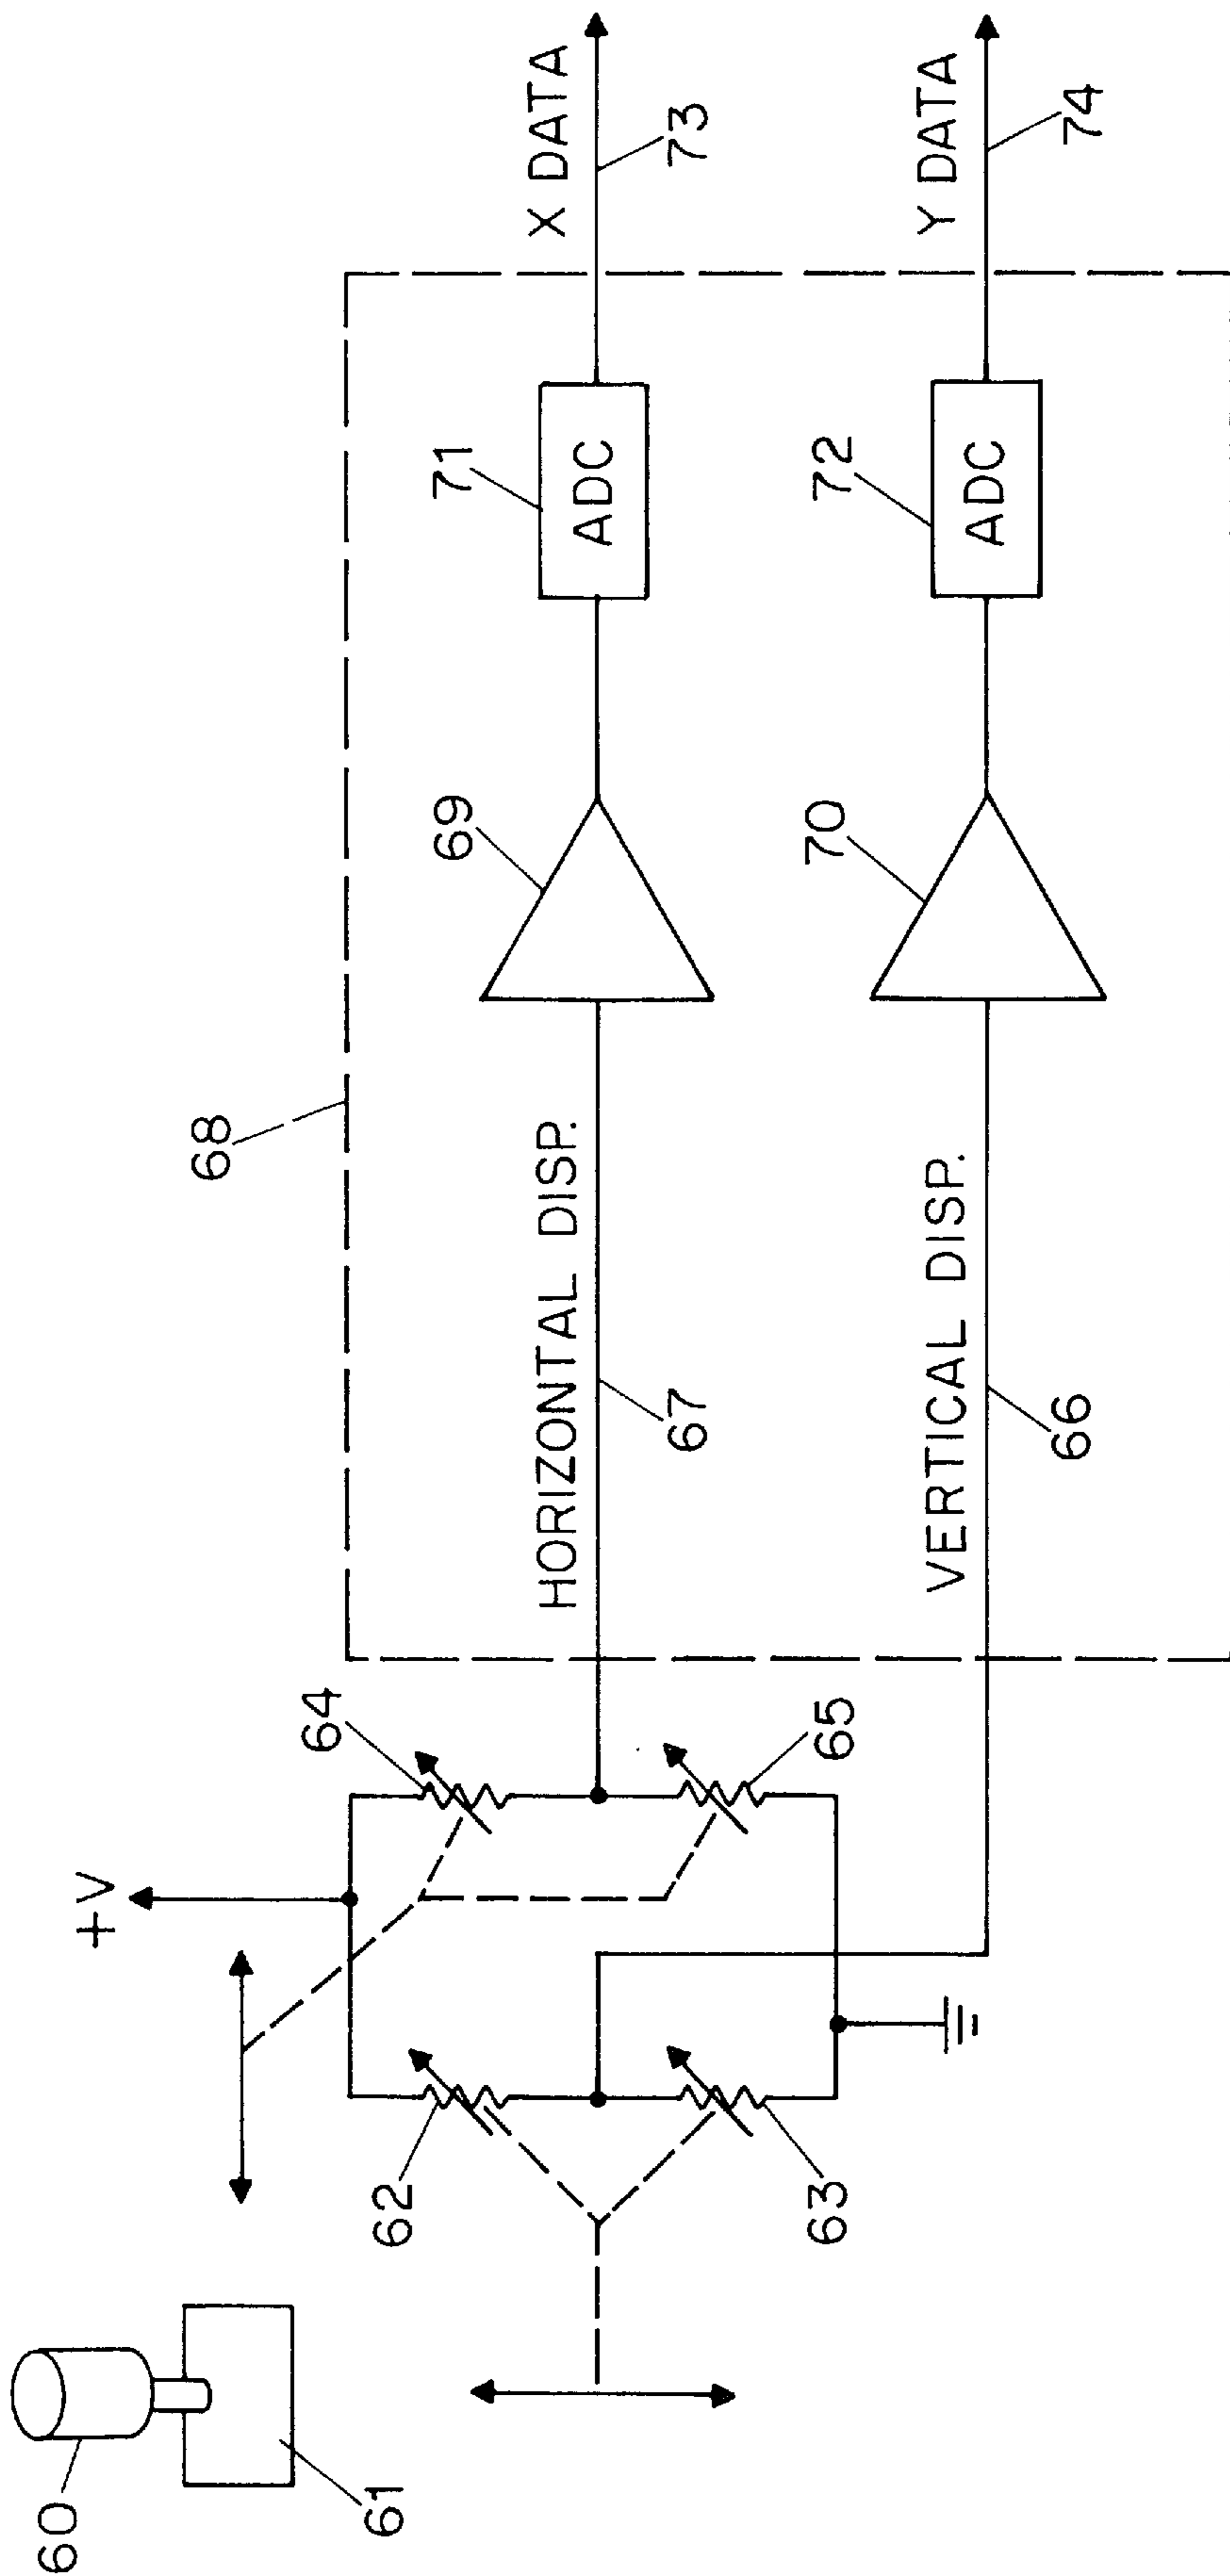 60
61
62
63
+V
64
65
68
HORIZONTAL DISP.
67
69
71
ADC
X DATA
73
VERTICAL DISP.
66
70
72
ADC
Y DATA
74